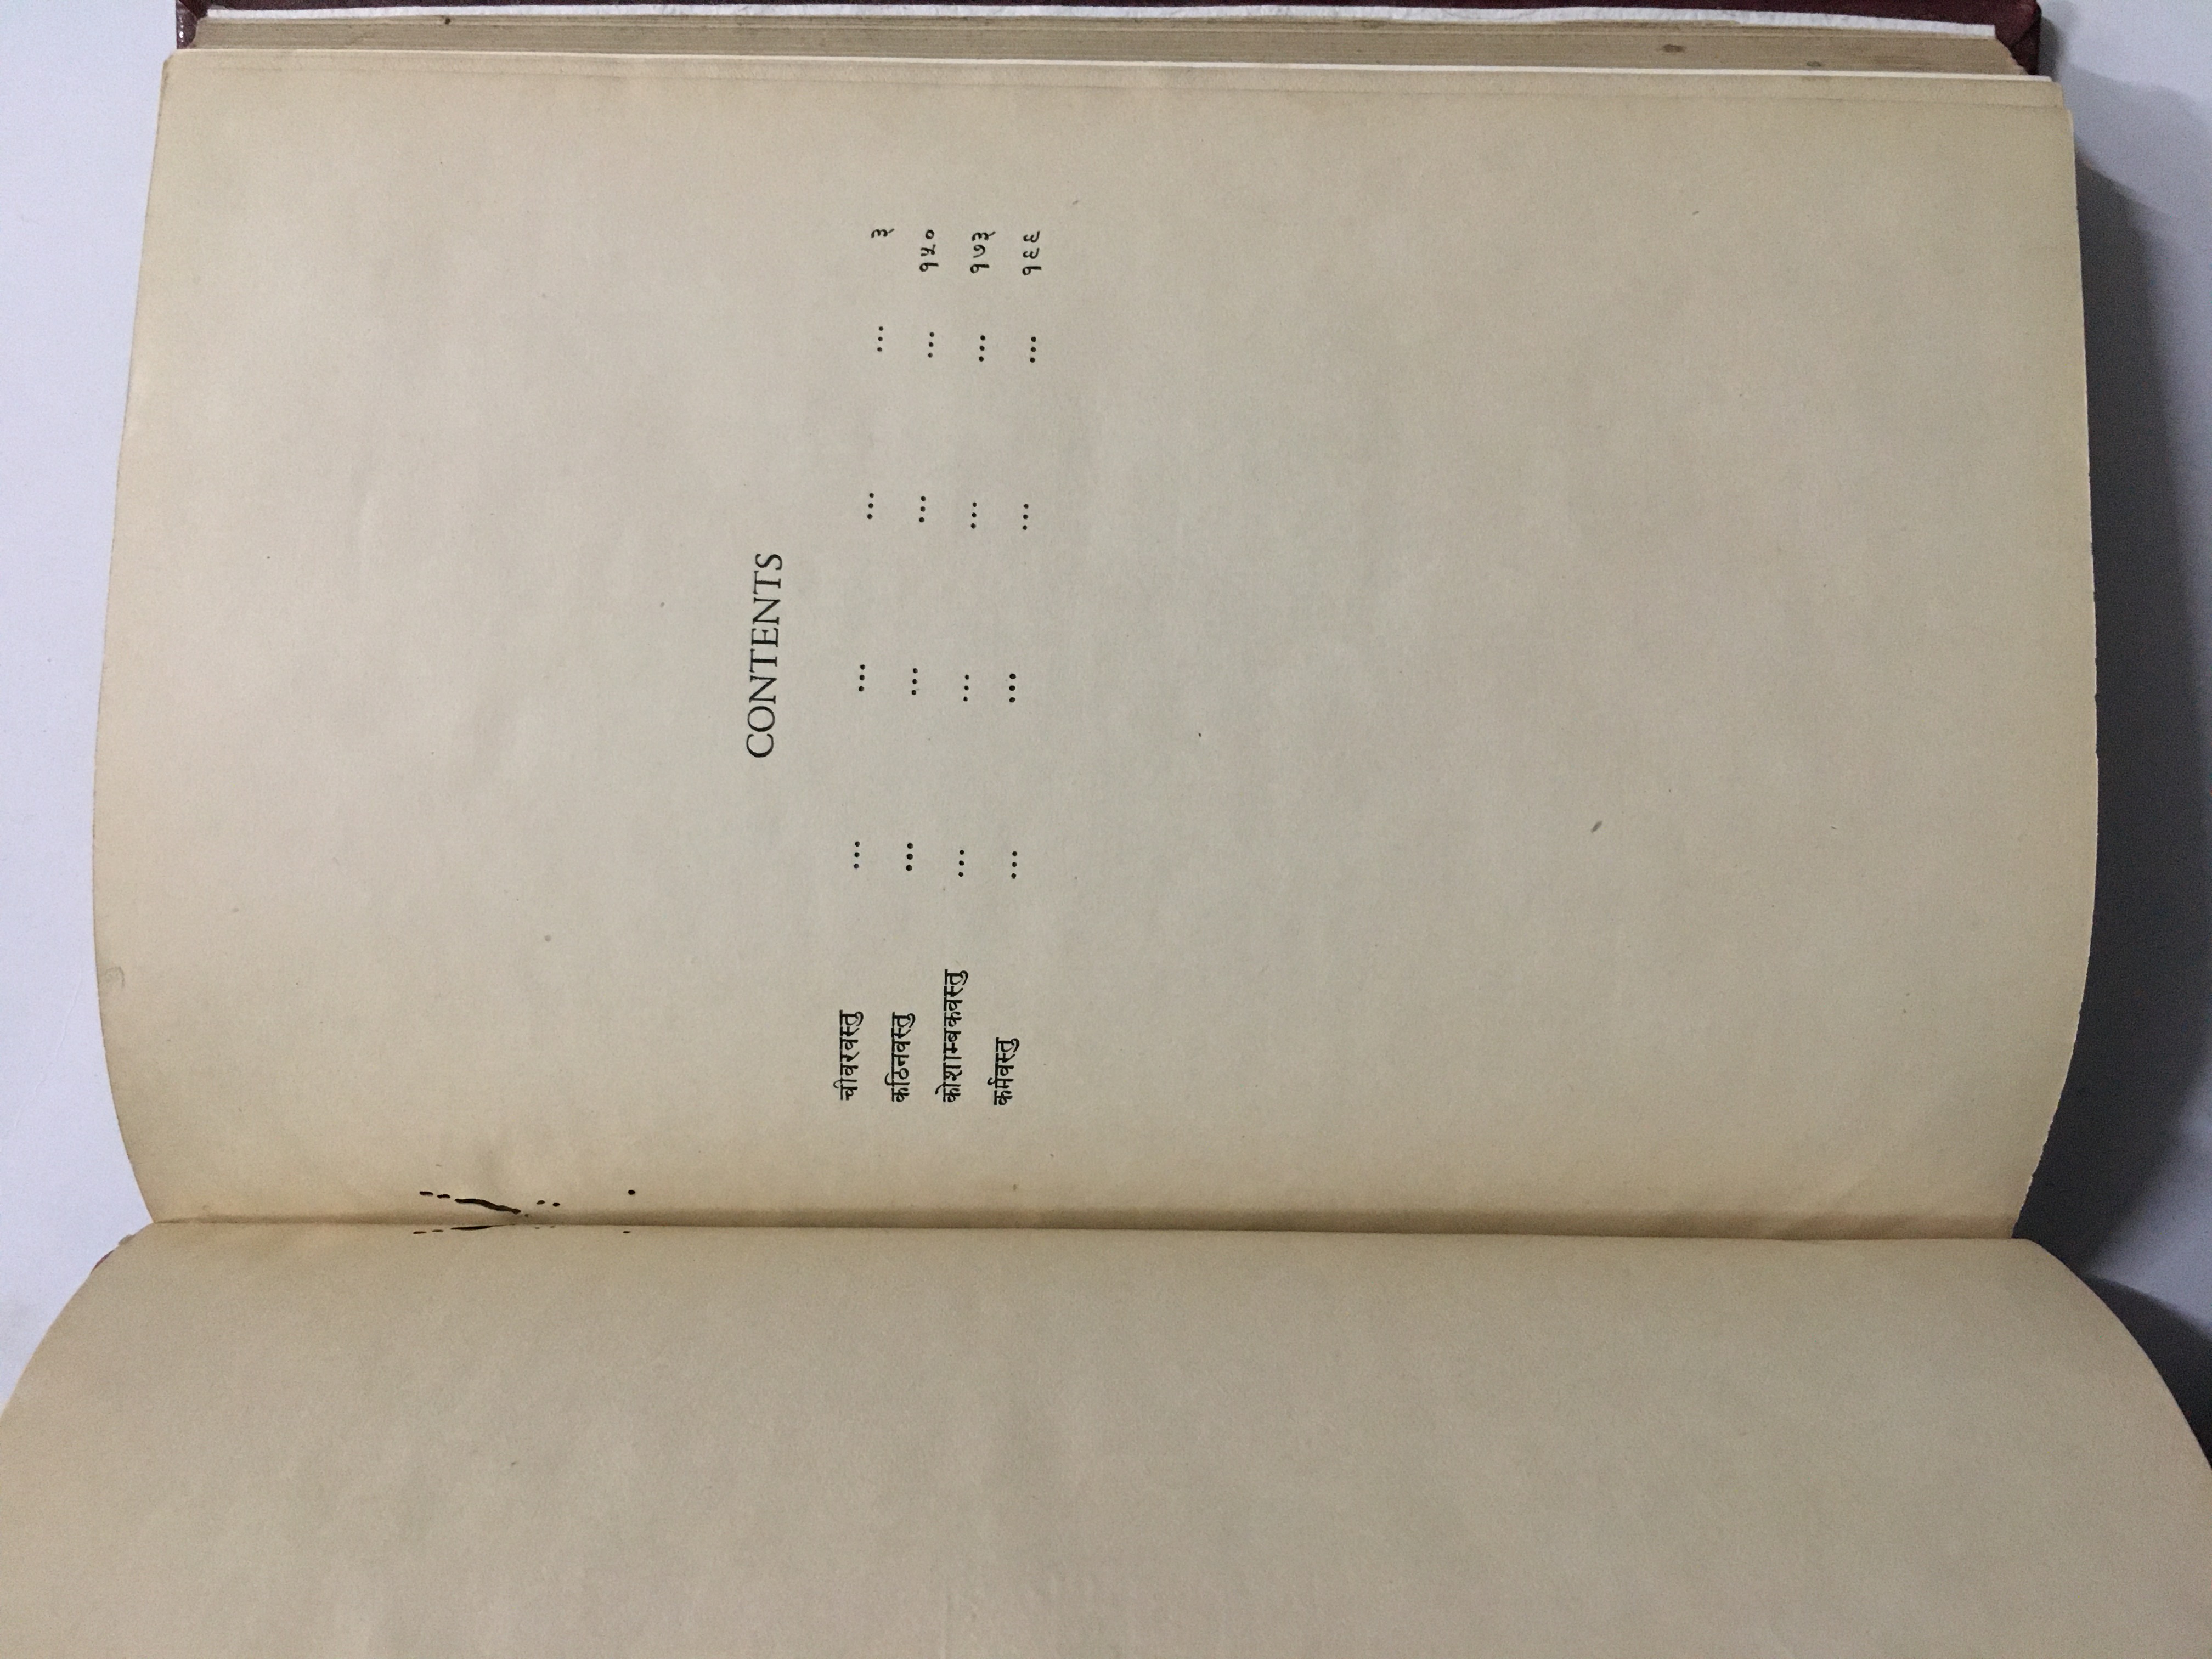 CONTENTS
चीवरवस्तु ... ... ... ... ३
कठिनवस्तु ... ... ... ... १५०
कोशाम्बकवस्तु ... ... ... ... १७३
कर्मवस्तु ... ... ... ... १९९